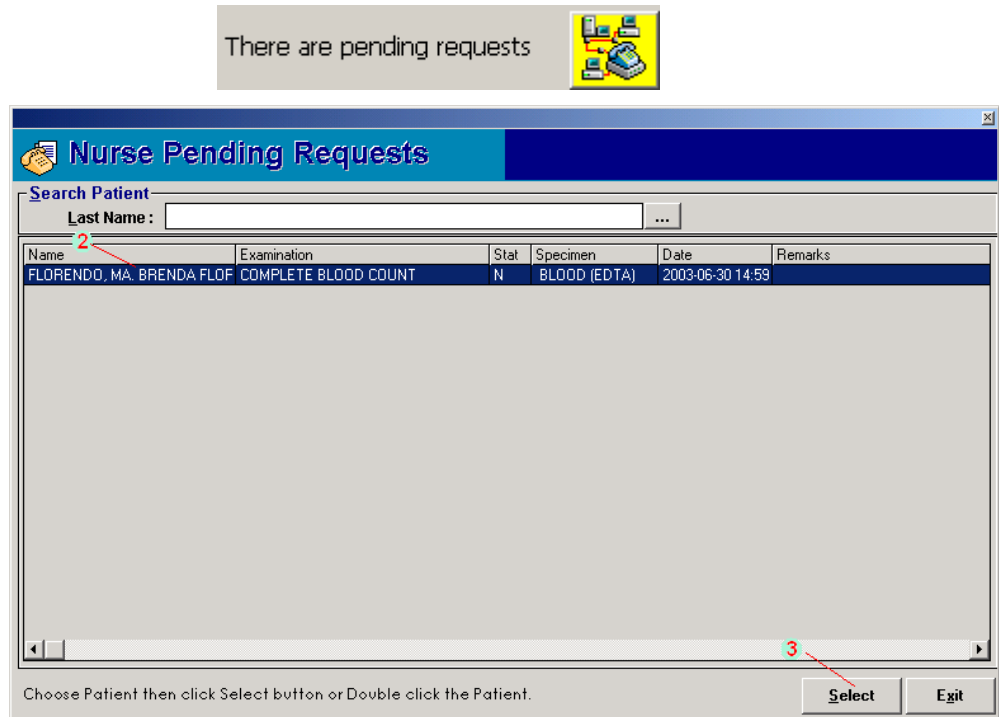 There are pending requests
Nurse Pending Requests
Search Patient
Last Name :
...
2
Name Examination Stat Specimen Date Remarks
FLORENDO, MA. BRENDA FLOF COMPLETE BLOOD COUNT N BLOOD (EDTA) 2003-06-30 14:59
3
Choose Patient then click Select button or Double click the Patient.
Select Exit